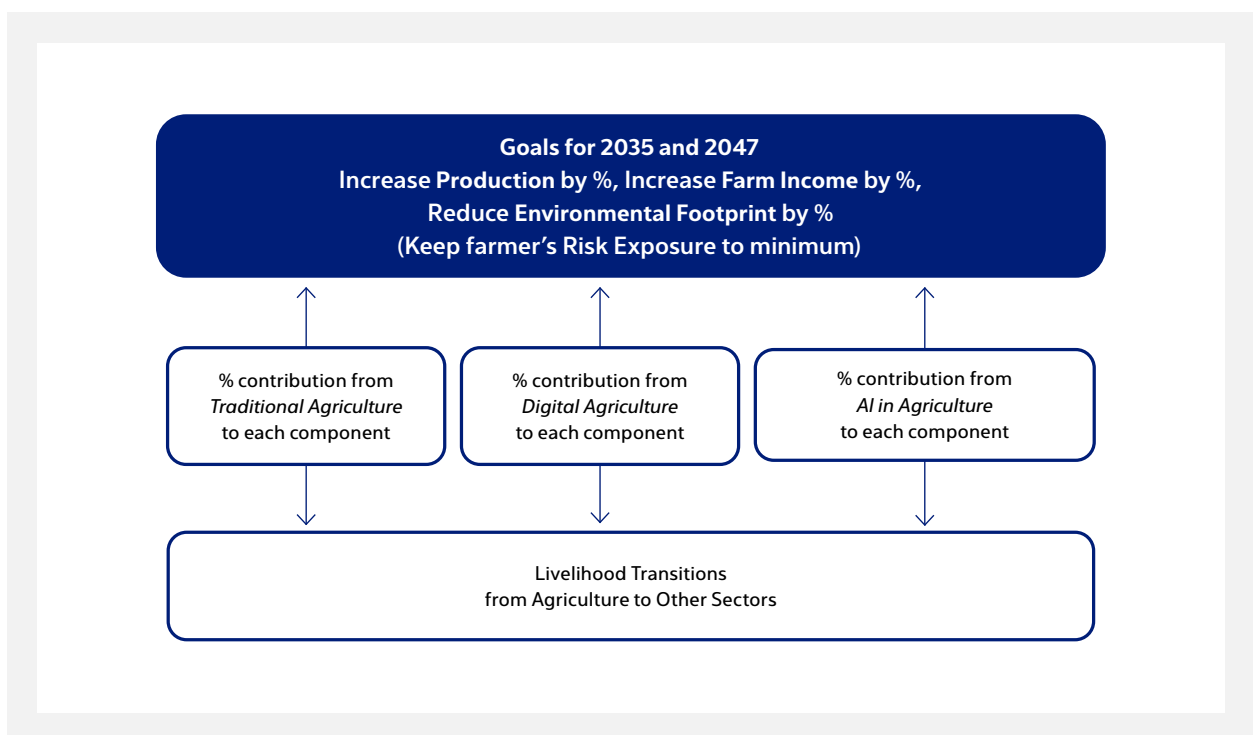 Goals for 2035 and 2047
Increase Production by %, Increase Farm Income by %,
Reduce Environmental Footprint by %
(Keep farmer’s Risk Exposure to minimum)
% contribution from
Traditional Agriculture
to each component
% contribution from
Digital Agriculture
to each component
% contribution from
AI in Agriculture
to each component
Livelihood Transitions
from Agriculture to Other Sectors